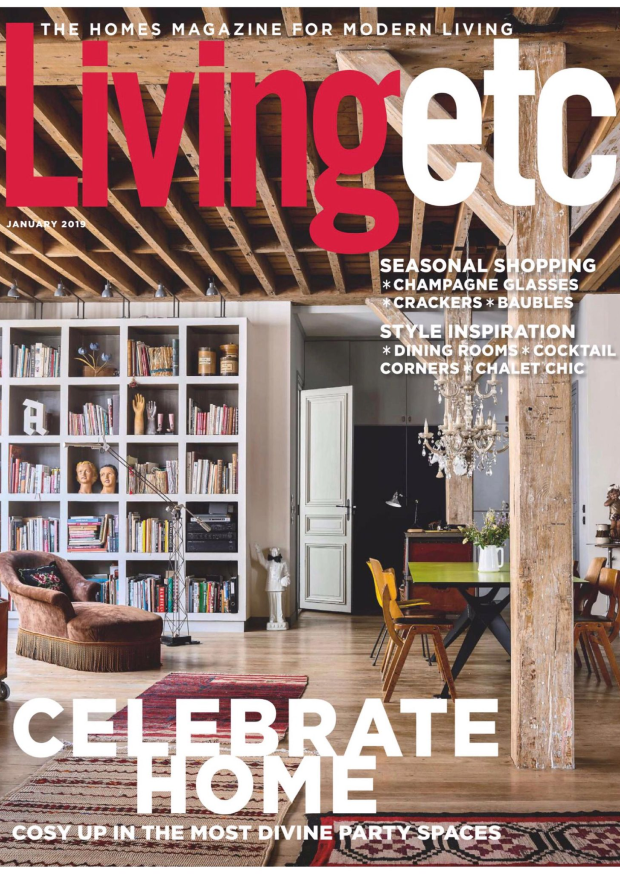 THE HOMES MAGAZINE FOR MODERN LIVING
Livingetc
JANUARY 2019
SEASONAL SHOPPING
*CHAMPAGNE GLASSES
*CRACKERS * BAUBLES
STYLE INSPIRATION
*DINING ROOMS * COCKTAIL
CORNERS * CHALET CHIC
a
CELEBRATE
HOME
COSY UP IN THE MOST DIVINE PARTY SPACES